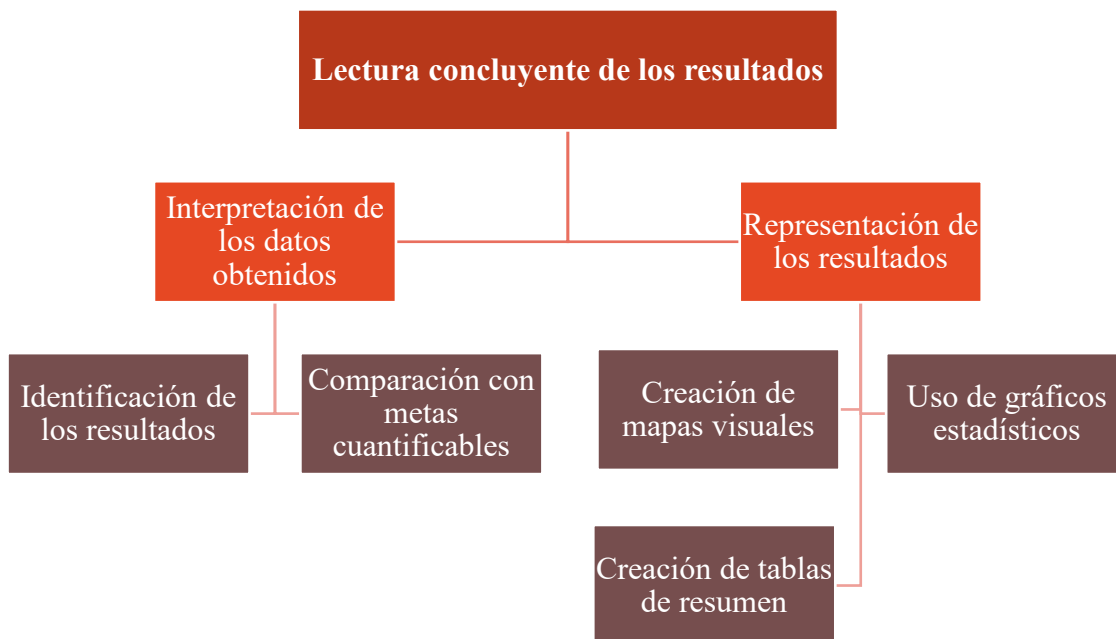 Lectura concluyente de los resultados
Interpretación de
los datos
obtenidos
Representación de
los resultados
Identificación de
los resultados
Comparación con
metas
cuantificables
Creación de
mapas visuales
Uso de gráficos
estadísticos
Creación de tablas
de resumen